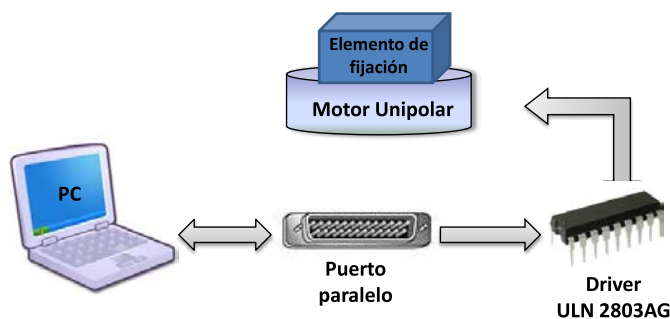 Elemento de
fijación
Motor Unipolar
PC
Puerto
paralelo
Driver
ULN 2803AG